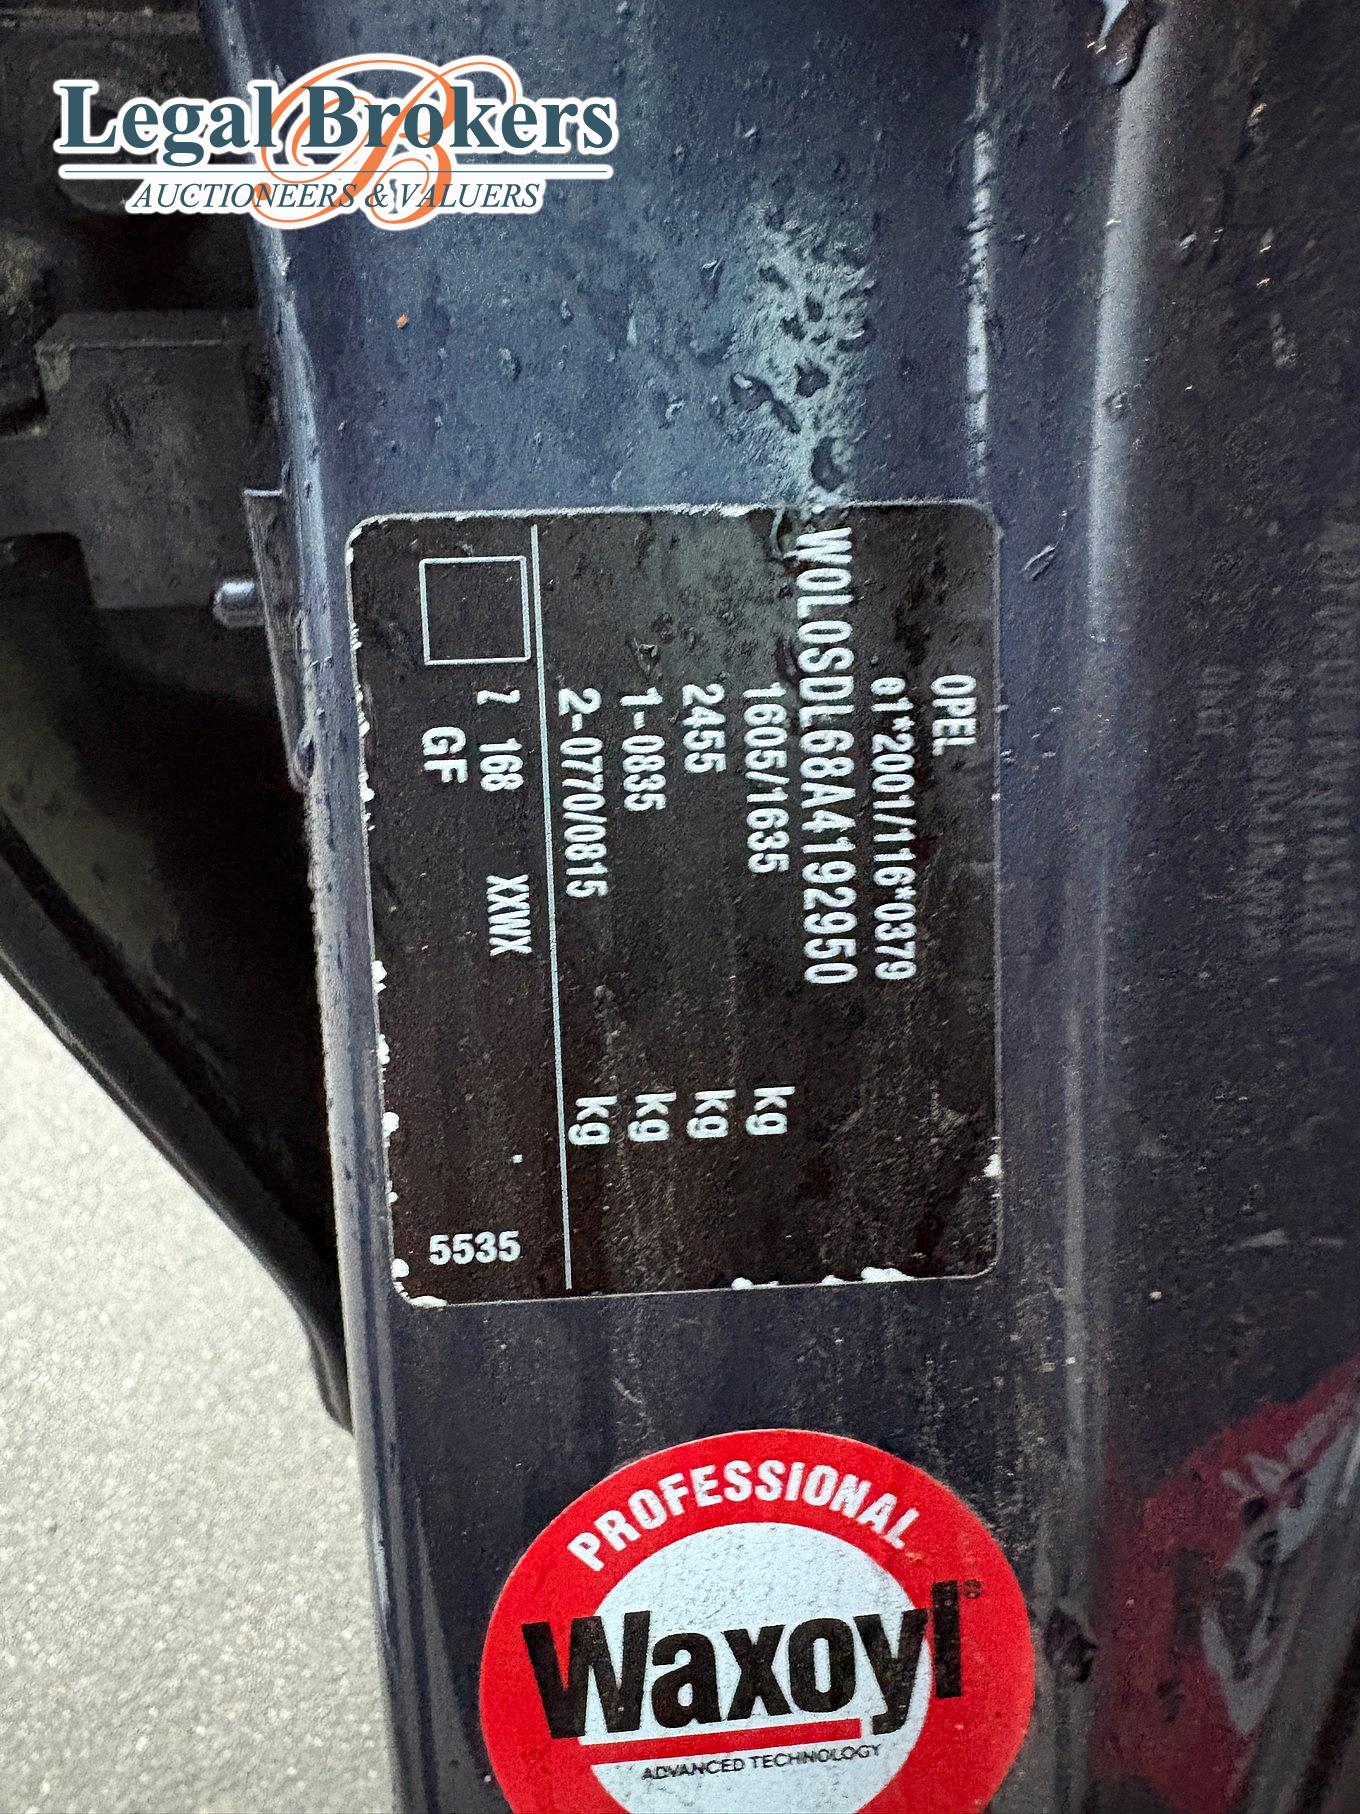 Legal Brokers
AUCTIONEERS & VALUERS
OPEL
e1*2001/116*0379
W0L0SDL68A4192950
1605/1635 kg
2455 kg
1-0835 kg
2-0770/0815 kg
Z 168 XXWX
GF
5535
PROFESSIONAL
Waxoyl®
ADVANCED TECHNOLOGY